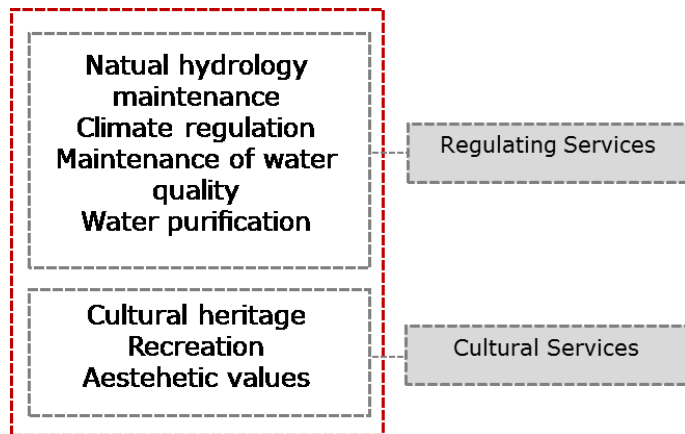 Natual hydrology
maintenance
Climate regulation
Maintenance of water
quality
Water purification
Regulating Services
Cultural heritage
Recreation
Aestehetic values
Cultural Services